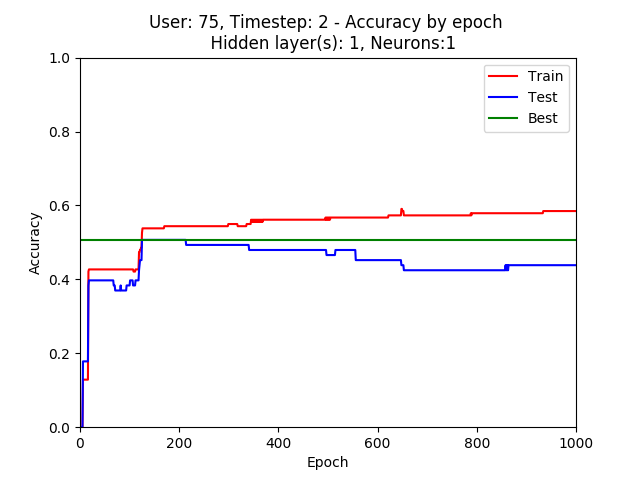 User: 75, Timestep: 2 - Accuracy by epoch
Hidden layer(s): 1, Neurons:1
1.0
0.8
0.6
0.4
0.2
0.0
Accuracy
Train
Test
Best
0 200 400 600 800 1000
Epoch